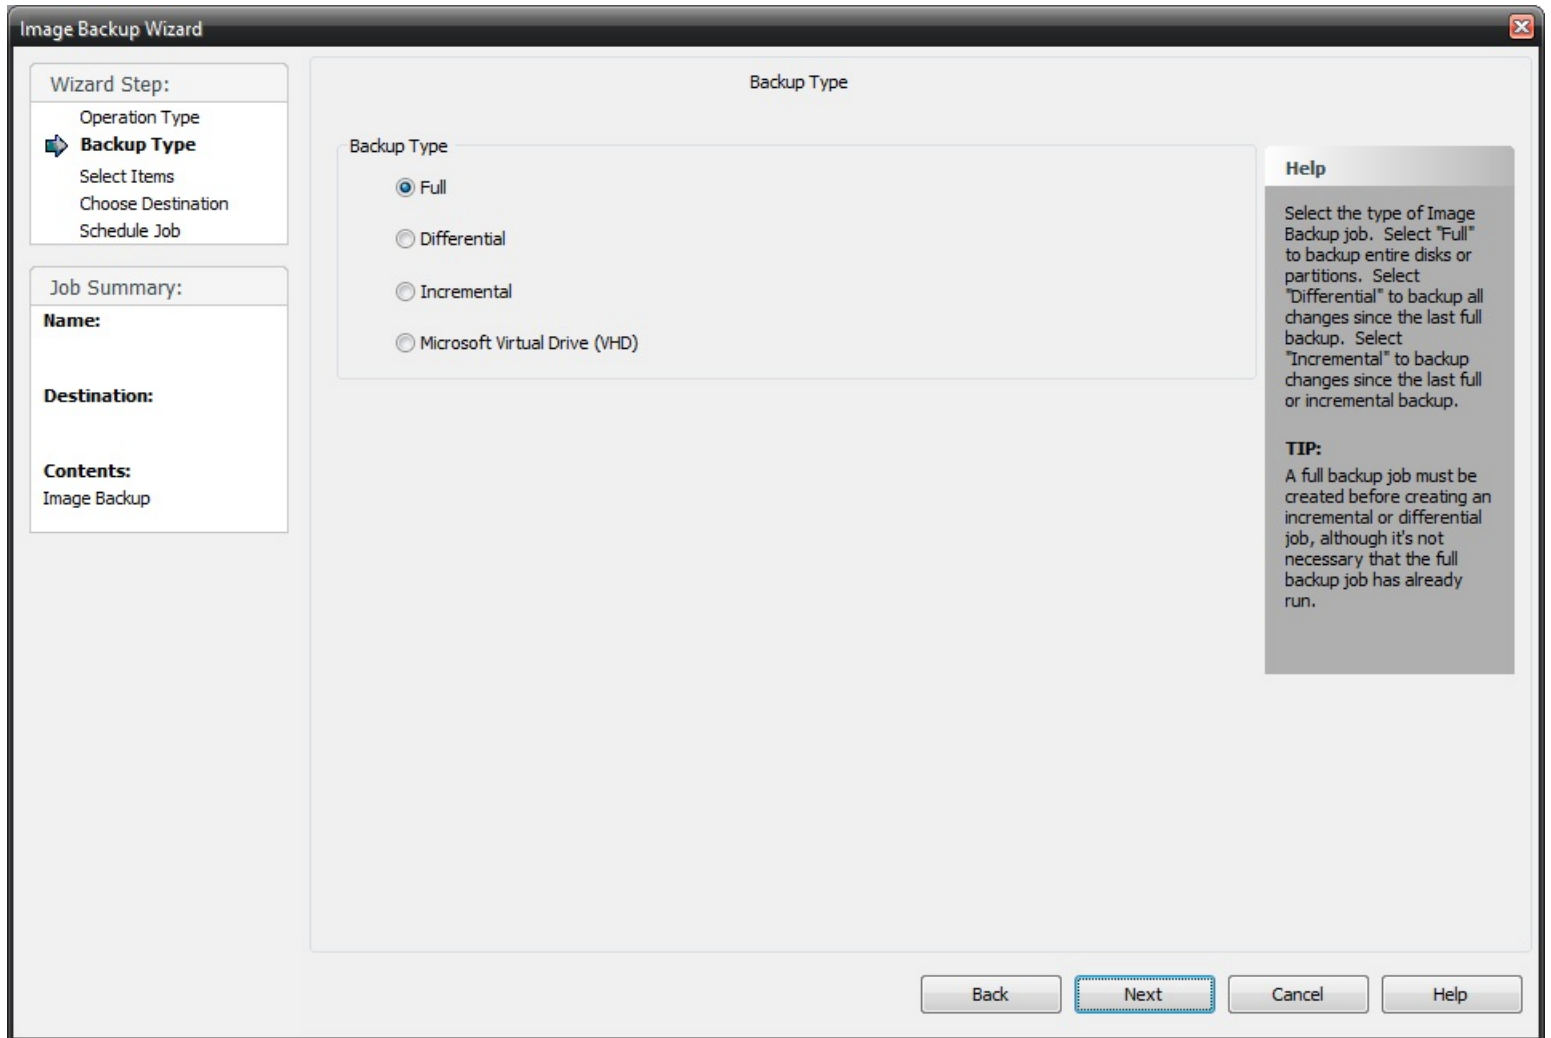 Image Backup Wizard
Wizard Step:
Operation Type
Backup Type
Select Items
Choose Destination
Schedule Job
Job Summary:
Name:
Destination:
Contents:
Image Backup
Backup Type
Backup Type
Full
Differential
Incremental
Microsoft Virtual Drive (VHD)
Help
Select the type of Image
Backup job.  Select "Full"
to backup entire disks or
partitions.  Select
"Differential" to backup all
changes since the last full
backup.  Select
"Incremental" to backup
changes since the last full
or incremental backup.
TIP:
A full backup job must be
created before creating an
incremental or differential
job, although it's not
necessary that the full
backup job has already
run.
Back
Next
Cancel
Help